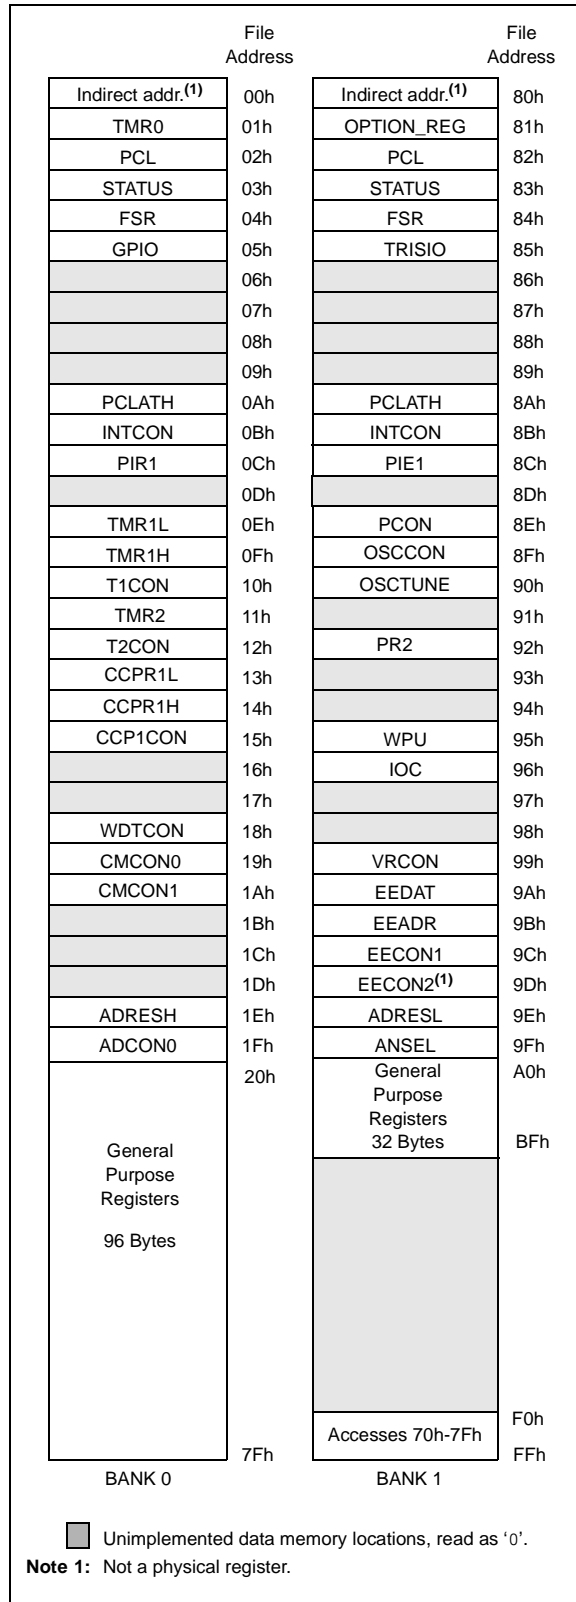 File Address File Address
Indirect addr.(1) 00h Indirect addr.(1) 80h
TMR0 01h OPTION_REG 81h
PCL 02h PCL 82h
STATUS 03h STATUS 83h
FSR 04h FSR 84h
GPIO 05h TRISIO 85h
06h 86h
07h 87h
08h 88h
09h 89h
PCLATH 0Ah PCLATH 8Ah
INTCON 0Bh INTCON 8Bh
PIR1 0Ch PIE1 8Ch
0Dh 8Dh
TMR1L 0Eh PCON 8Eh
TMR1H 0Fh OSCCON 8Fh
T1CON 10h OSCTUNE 90h
TMR2 11h 91h
T2CON 12h PR2 92h
CCPR1L 13h 93h
CCPR1H 14h 94h
CCP1CON 15h WPU 95h
16h IOC 96h
17h 97h
WDTCON 18h 98h
CMCON0 19h VRCON 99h
CMCON1 1Ah EEDAT 9Ah
1Bh EEADR 9Bh
1Ch EECON1 9Ch
1Dh EECON2(1) 9Dh
ADRESH 1Eh ADRESL 9Eh
ADCON0 1Fh ANSEL 9Fh
20h General A0h
Purpose
Registers
32 Bytes BFh
General
Purpose
Registers
96 Bytes
F0h
Accesses 70h-7Fh
7Fh FFh
BANK 0 BANK 1
Unimplemented data memory locations, read as ‘0’.
Note 1: Not a physical register.